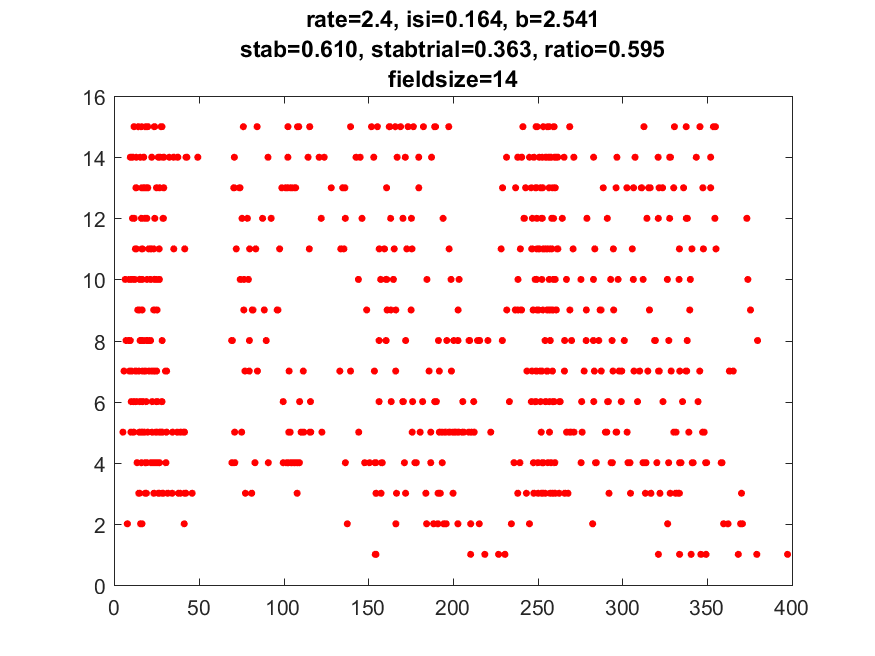 rate=2.4, isi=0.164, b=2.541
stab=0.610, stabtrial=0.363, ratio=0.595
fieldsize=14
16
14
12
10
8
6
4
2
0
0 50 100 150 200 250 300 350 400